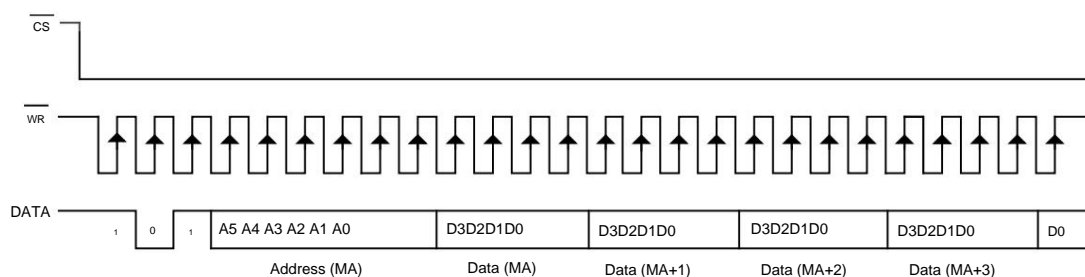 CS
WR
DATA
1 0 1 A5 A4 A3 A2 A1 A0 D3D2D1D0 D3D2D1D0 D3D2D1D0 D3D2D1D0 D0
Address (MA) Data (MA) Data (MA+1) Data (MA+2) Data (MA+3)